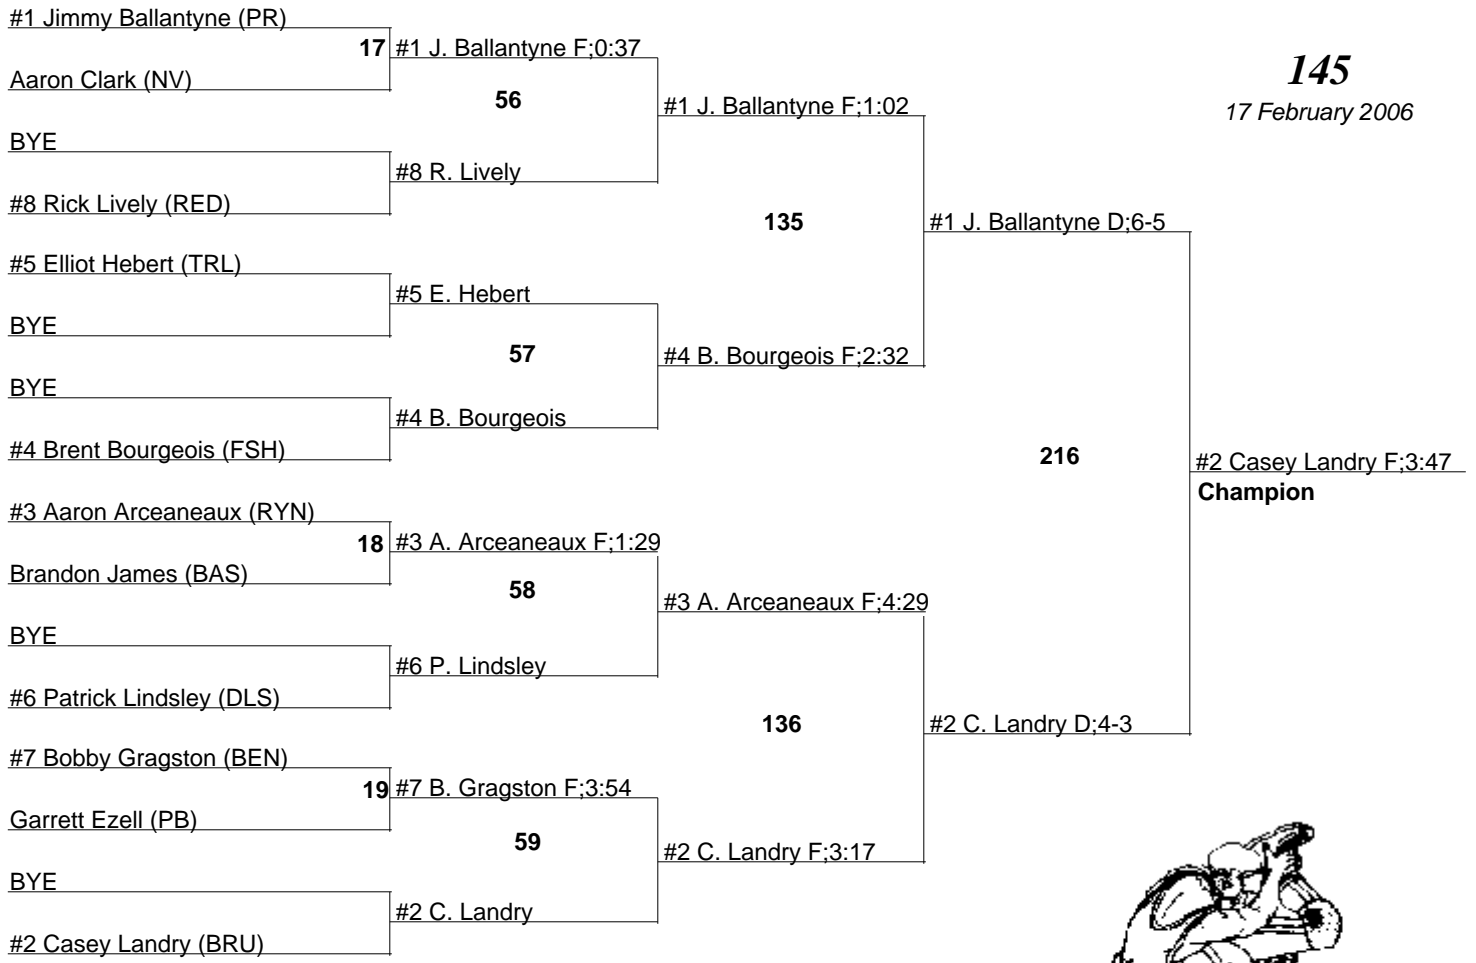 #1 Jimmy Ballantyne (PR)
Aaron Clark (NV)
BYE
#8 Rick Lively (RED)
#5 Elliot Hebert (TRL)
BYE
BYE
#4 Brent Bourgeois (FSH)
#3 Aaron Arceaneaux (RYN)
Brandon James (BAS)
BYE
#6 Patrick Lindsley (DLS)
#7 Bobby Gragston (BEN)
Garrett Ezell (PB)
BYE
#2 Casey Landry (BRU)
17
18
19
#1 J. Ballantyne F;0:37
#8 R. Lively
#5 E. Hebert
#4 B. Bourgeois
#3 A. Arceaneaux F;1:29
#6 P. Lindsley
#7 B. Gragston F;3:54
#2 C. Landry
56
57
58
59
#1 J. Ballantyne F;1:02
#4 B. Bourgeois F;2:32
#3 A. Arceaneaux F;4:29
#2 C. Landry F;3:17
135
136
#1 J. Ballantyne D;6-5
#2 C. Landry D;4-3
216
#2 Casey Landry F;3:47
Champion
145
17 February 2006